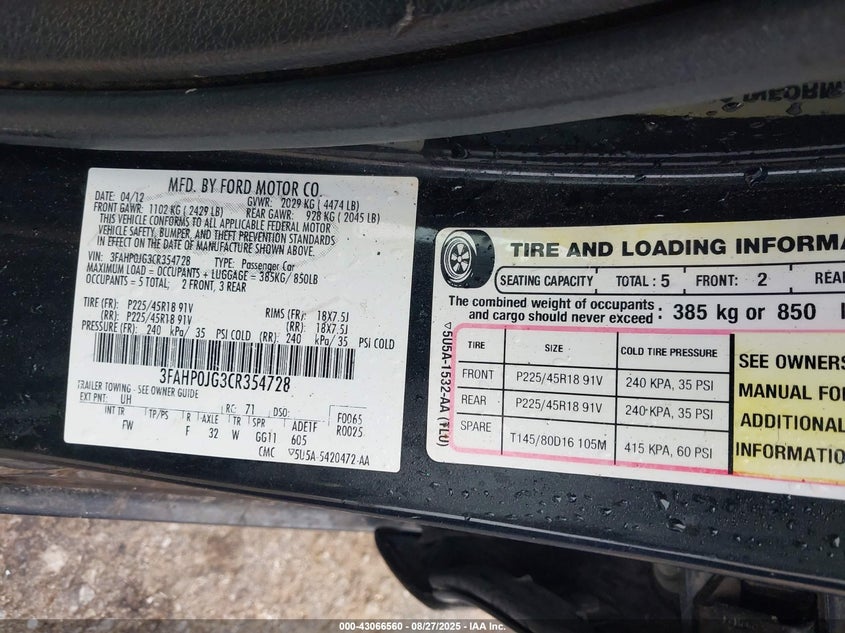 MFD. BY FORD MOTOR CO.
DATE: 04/12 GVWR: 2029 KG ( 4474 LB)
FRONT GAWR: 1102 KG ( 2429 LB) REAR GAWR: 928 KG ( 2045 LB)
THIS VEHICLE CONFORMS TO ALL APPLICABLE FEDERAL MOTOR
VEHICLE SAFETY, BUMPER, AND THEFT PREVENTION STANDARDS
IN EFFECT ON THE DATE OF MANUFACTURE SHOWN ABOVE.
VIN: 3FAHP0JG3CR354728 TYPE: Passenger Car
MAXIMUM LOAD = OCCUPANTS + LUGGAGE = 385KG/ 850LB
OCCUPANTS = 5 TOTAL: 2 FRONT, 3 REAR
TIRE (FR): P225/45R18 91V RIMS (FR): 18X7.5J
(RR): P225/45R18 91V (RR): 18X7.5J
PRESSURE (FR): 240 kPa/ 35 PSI COLD (RR): 240 kPa/ 35 PSI COLD
3FAHP0JG3CR354728
TRAILER TOWING - SEE OWNER GUIDE
EXT PNT: UH RC: 71 DSO: F0065
INT TR TP/PS R AXLE TR ADE1F R0025
FW F 32 W GG11 605
CMC ▽5U5A-5420472-AA
TIRE AND LOADING INFORMA
SEATING CAPACITY TOTAL : 5 FRONT: 2 REAR
The combined weight of occupants
and cargo should never exceed : 385 kg or 850 l
▽5U5A-1532-AA (FLU)
TIRE SIZE COLD TIRE PRESSURE
FRONT P225/45R18 91V 240 KPA, 35 PSI
REAR P225/45R18 91V 240 KPA, 35 PSI
SPARE T145/80D16 105M 415 KPA, 60 PSI
SEE OWNERS
MANUAL FO
ADDITIONAL
INFORMATION
000-43066560 - 08/27/2025 - IAA Inc.